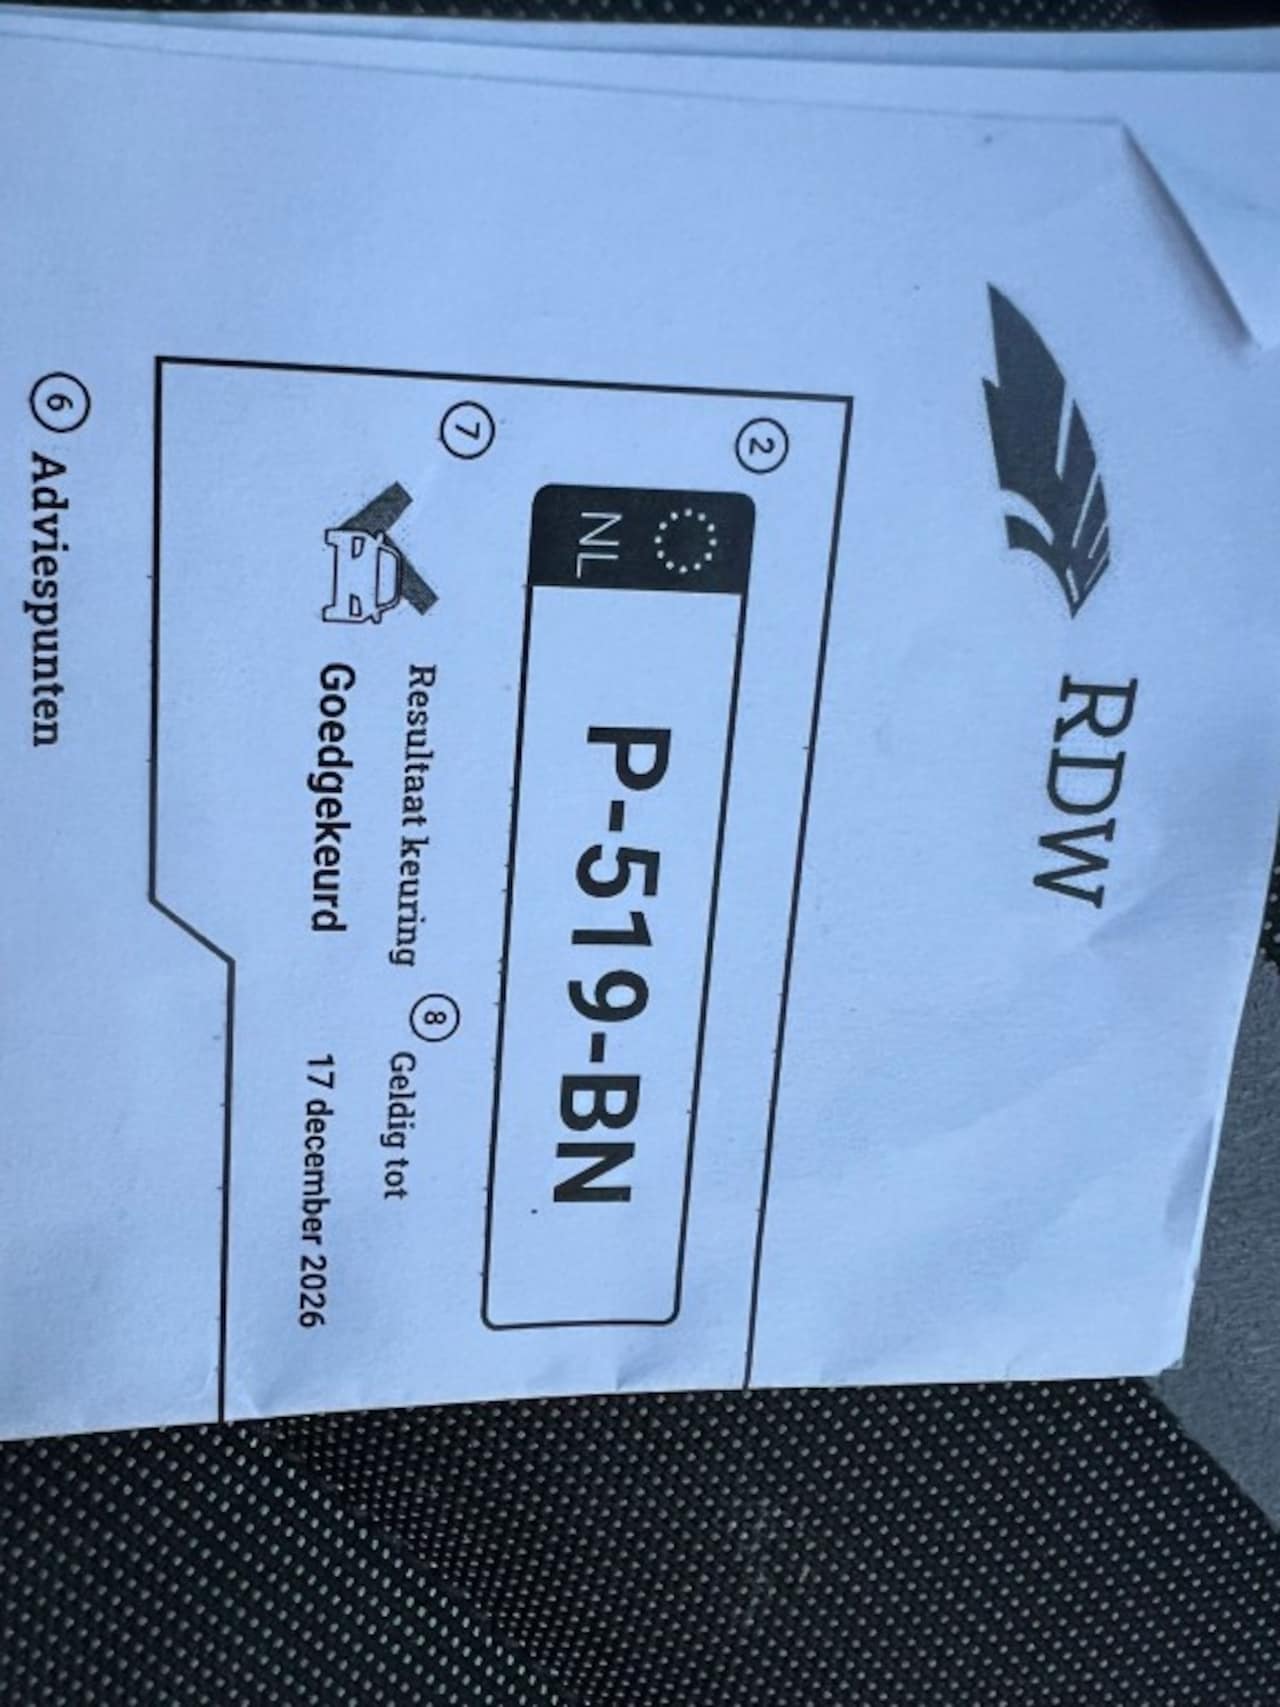 RDW
2
NL P-519-BN
7 Resultaat keuring
Goedgekeurd
8 Geldig tot
17 december 2026
6 Adviespunten